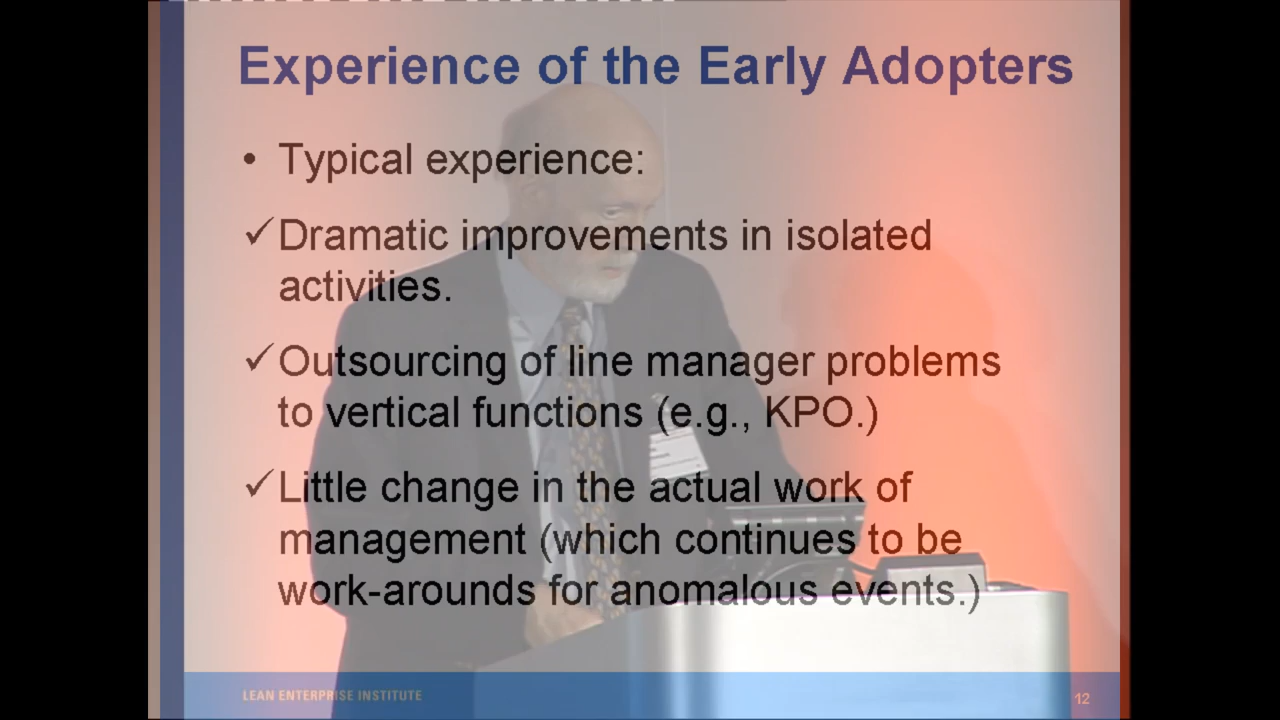 Experience of the Early Adopters
• Typical experience:
✓ Dramatic improvements in isolated
activities.
✓ Outsourcing of line manager problems
to vertical functions (e.g., KPO.)
✓ Little change in the actual work of
management (which continues to be
work-arounds for anomalous events.)
LEAN ENTERPRISE INSTITUTE
12